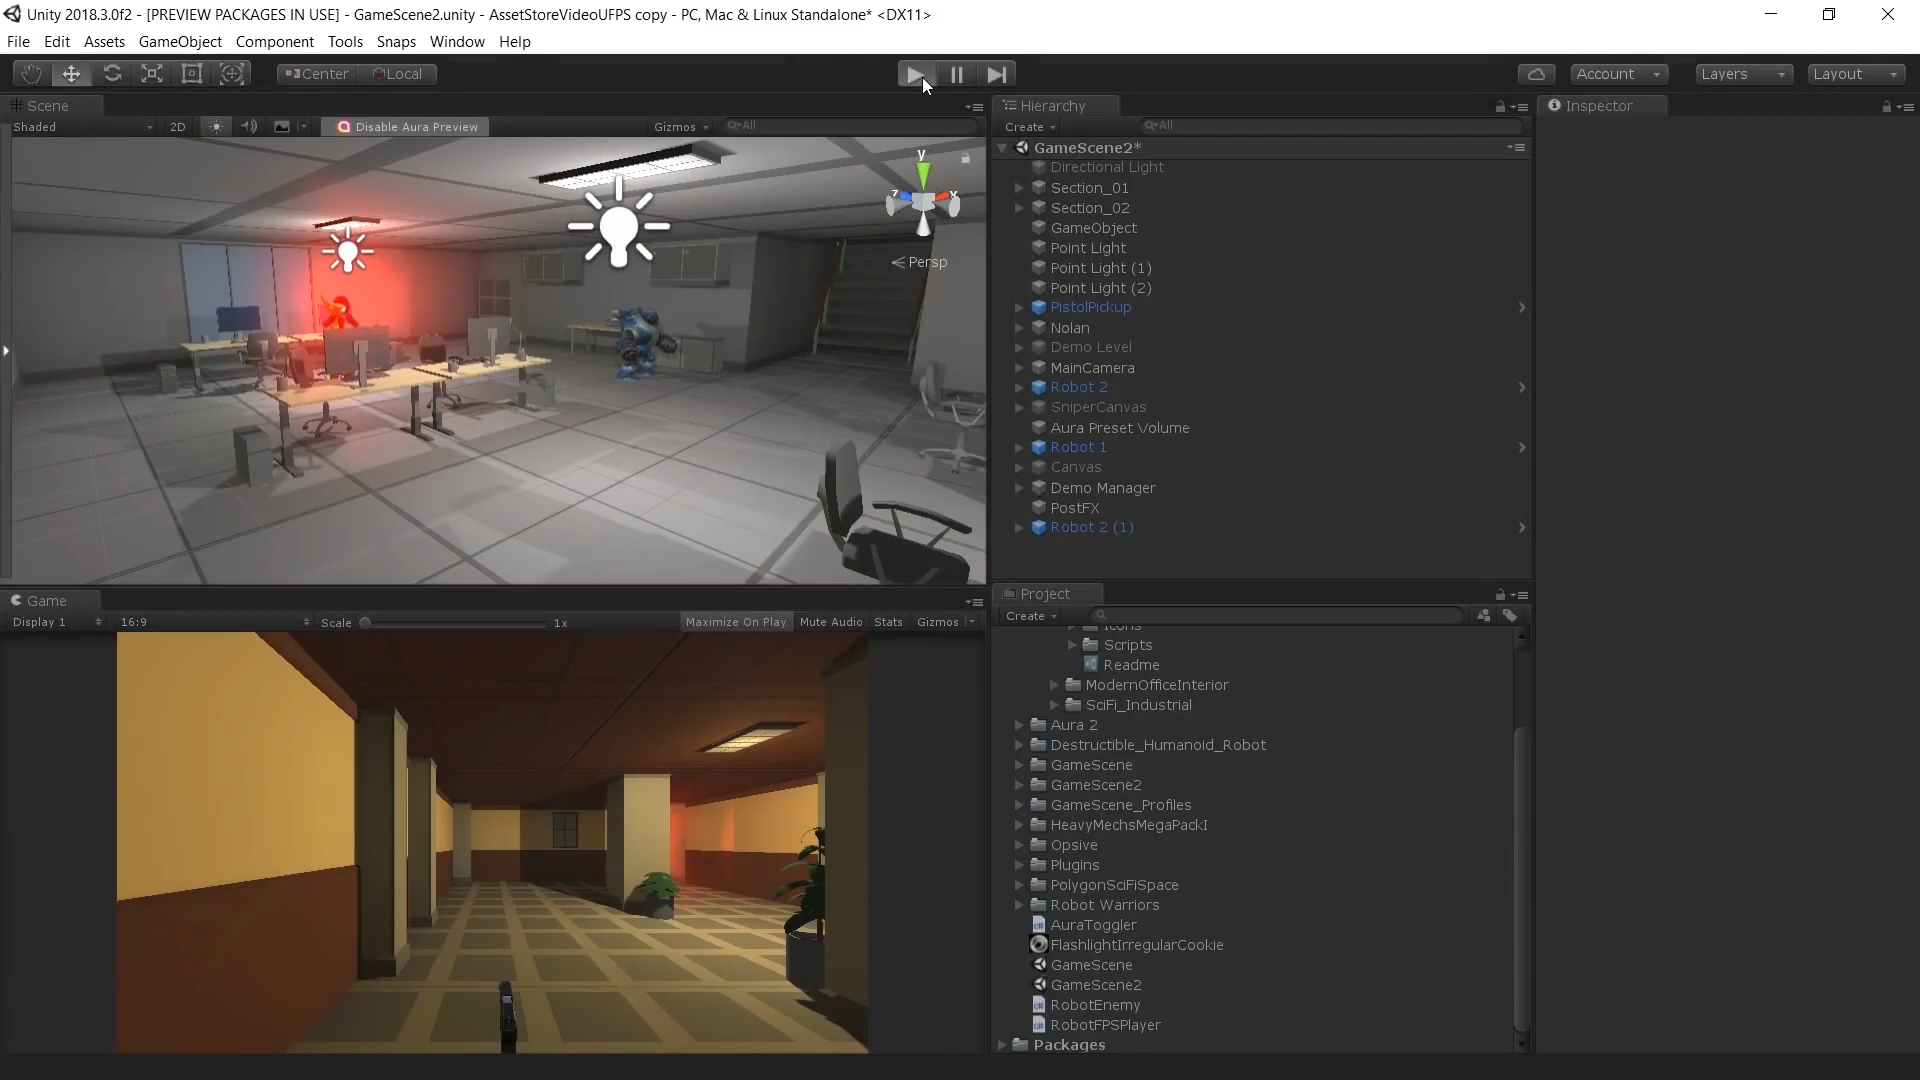 Unity 2018.3.0f2 - [PREVIEW PACKAGES IN USE] - GameScene2.unity - AssetStoreVideoUFPS copy - PC, Mac & Linux Standalone* <DX11>
File Edit Assets GameObject Component Tools Snaps Window Help
Center Local Account Layers Layout
Scene
Shaded 2D Disable Aura Preview Gizmos All
y
z x
Persp
Hierarchy
Create All
GameScene2*
Directional Light
Section_01
Section_02
GameObject
Point Light
Point Light (1)
Point Light (2)
PistolPickup
Nolan
Demo Level
MainCamera
Robot 2
SniperCanvas
Aura Preset Volume
Robot 1
Canvas
Demo Manager
PostFX
Robot 2 (1)
Inspector
Game
Display 1 16:9 Scale 1x Maximize On Play Mute Audio Stats Gizmos
Project
Create
Icons
Scripts
Readme
ModernOfficeInterior
SciFi_Industrial
Aura 2
Destructible_Humanoid_Robot
GameScene
GameScene2
GameScene_Profiles
HeavyMechsMegaPackI
Opsive
Plugins
PolygonSciFiSpace
Robot Warriors
AuraToggler
FlashlightIrregularCookie
GameScene
GameScene2
RobotEnemy
RobotFPSPlayer
Packages